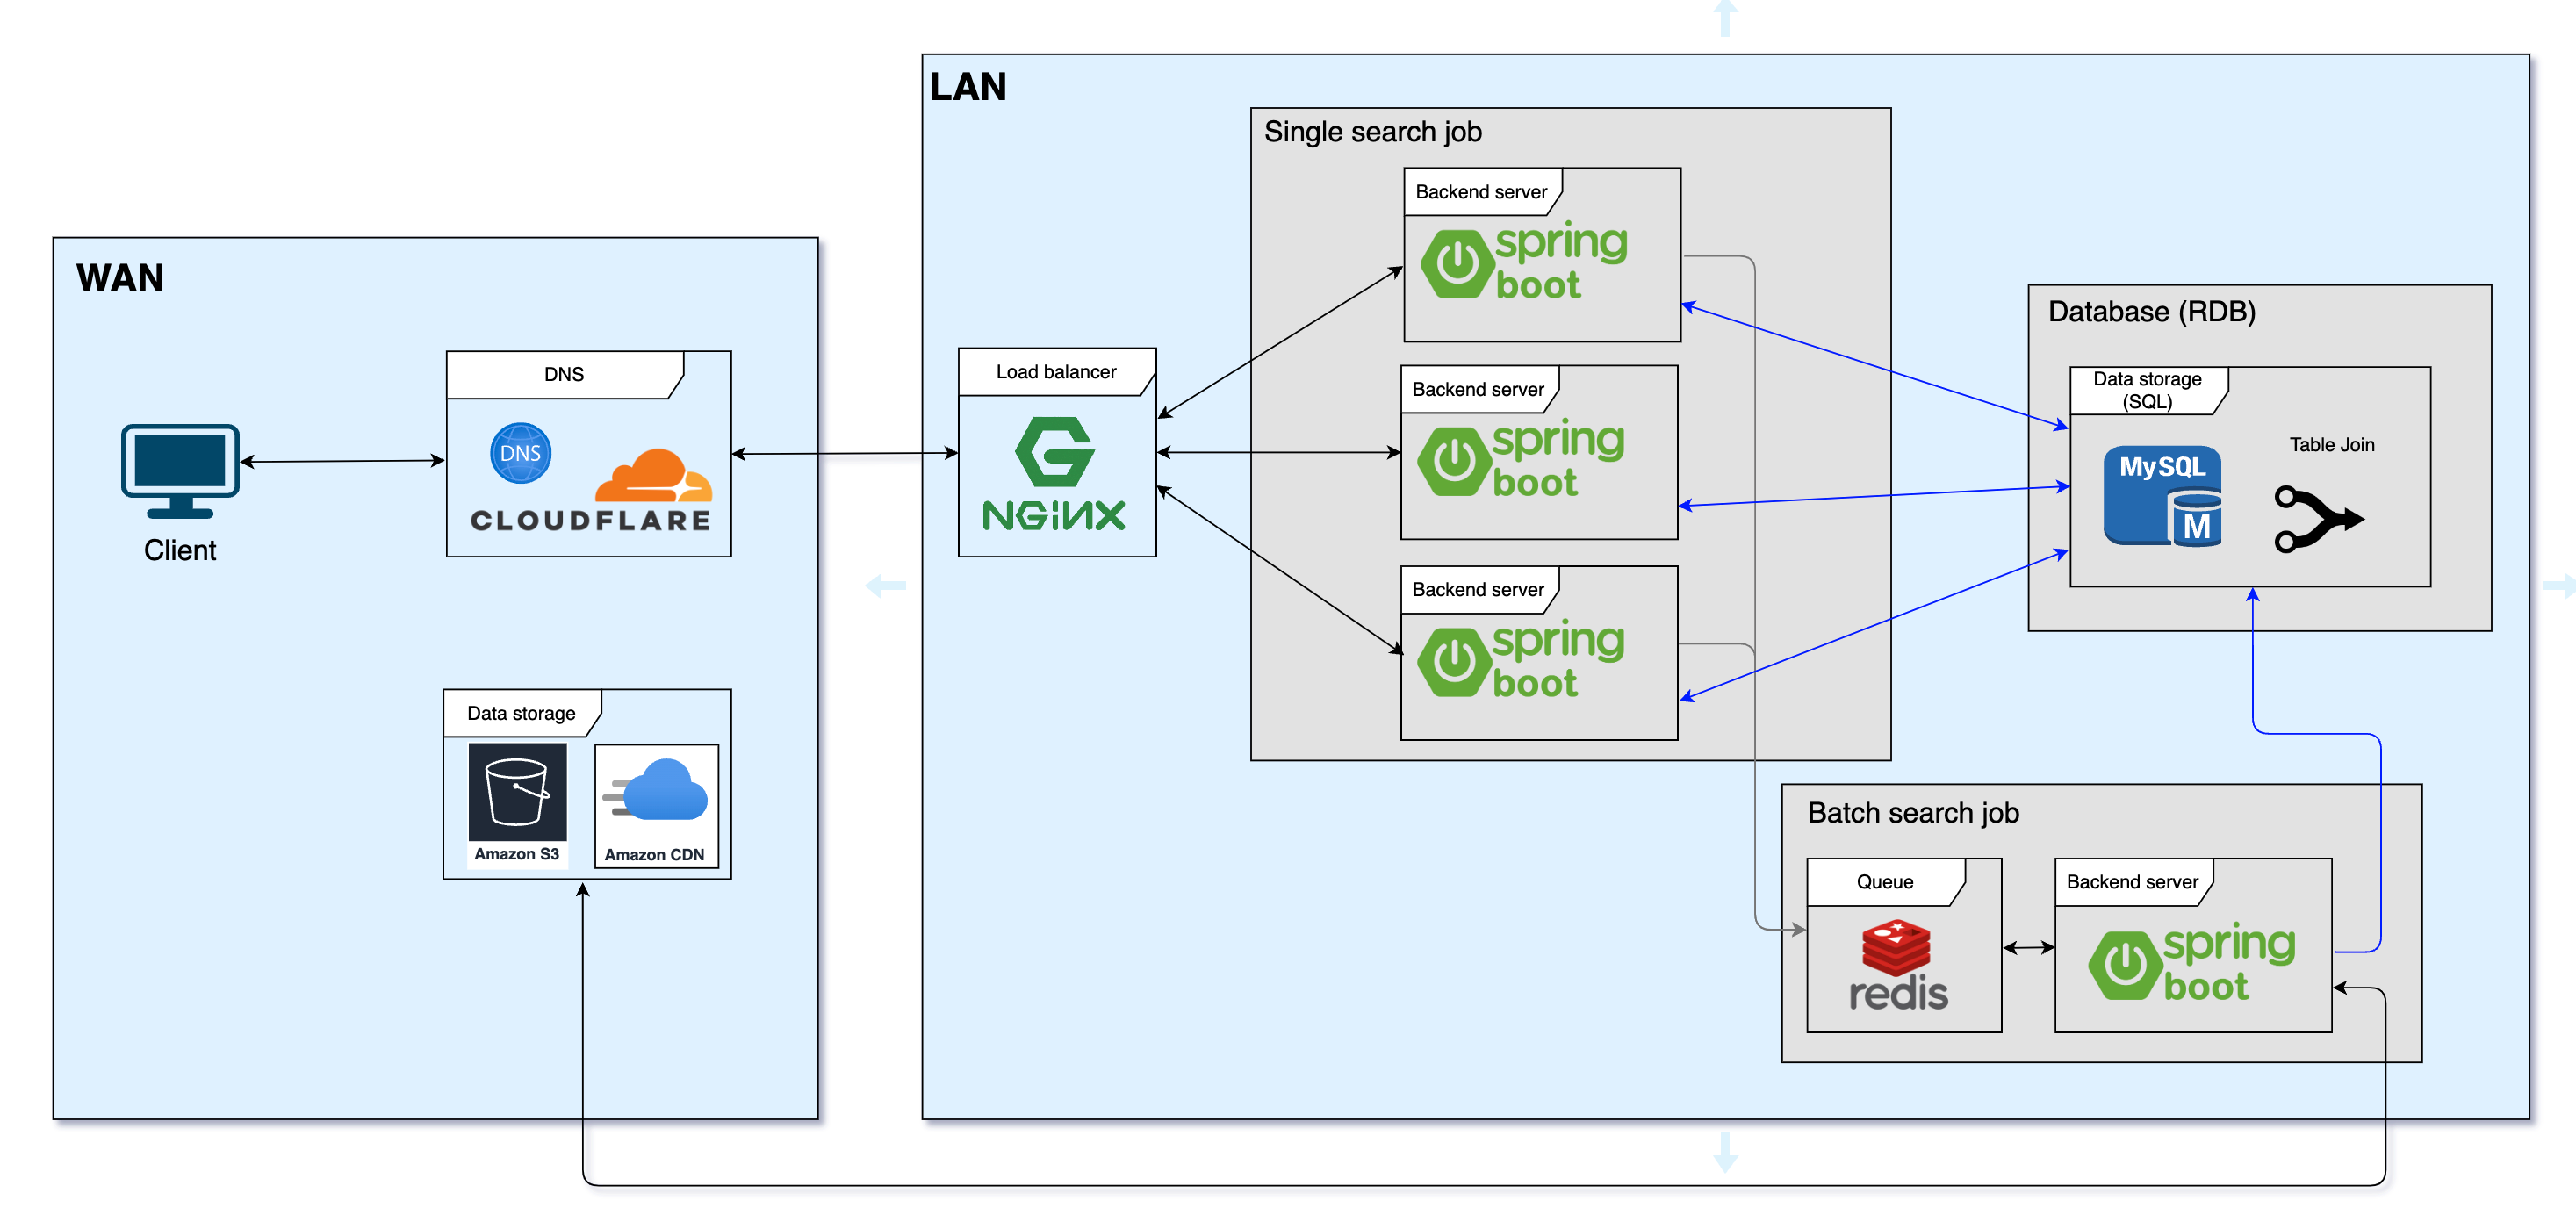 LAN
Single search job
Backend server
spring
boot
WAN
Database (RDB)
DNS
Load balancer
Data storage
(SQL)
Backend server
DNS
CLOUDFLARE
NGiNX
spring
boot
MySQL
M
Table Join
Client
Backend server
spring
boot
Data storage
Amazon S3
Amazon CDN
Batch search job
Queue
Backend server
redis
spring
boot